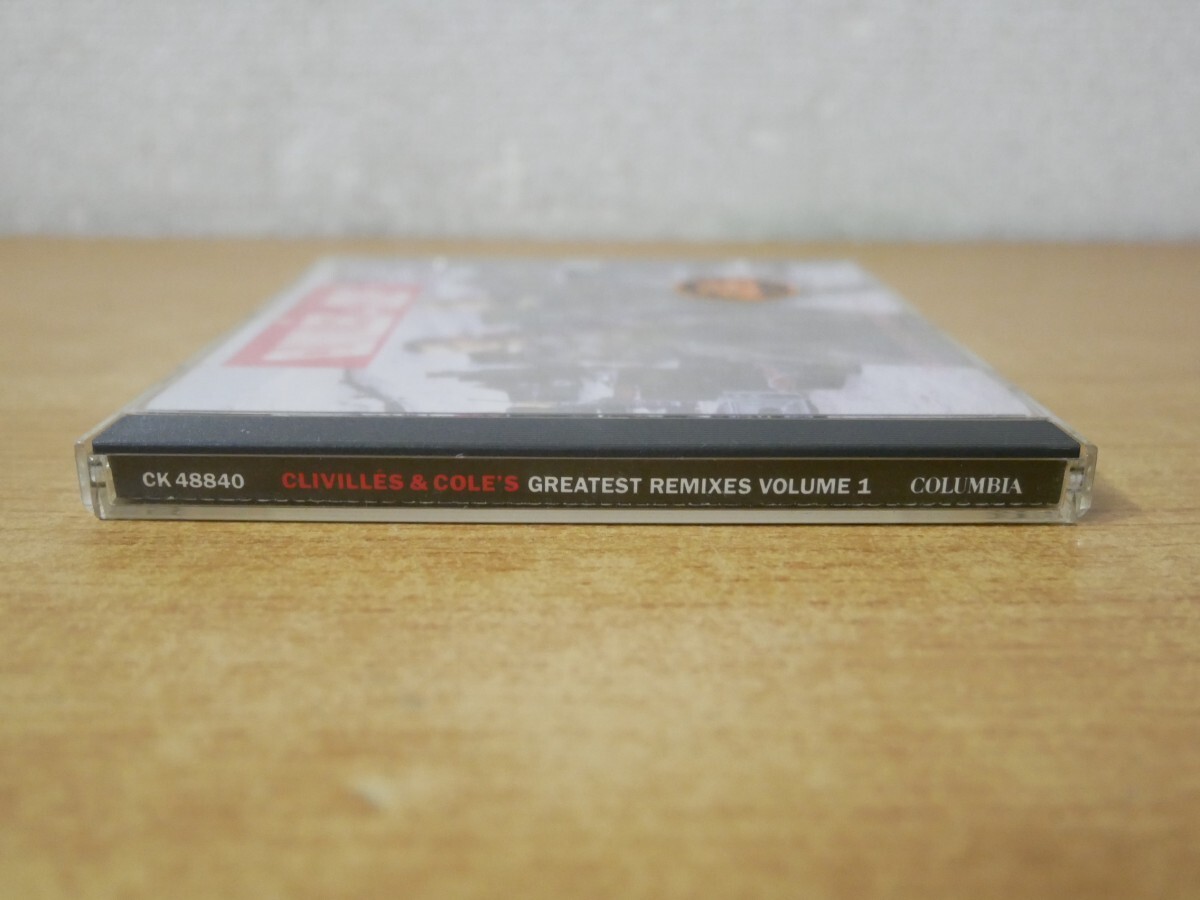 CK 48840 CLIVILLÉS & COLE'S GREATEST REMIXES VOLUME 1 COLUMBIA